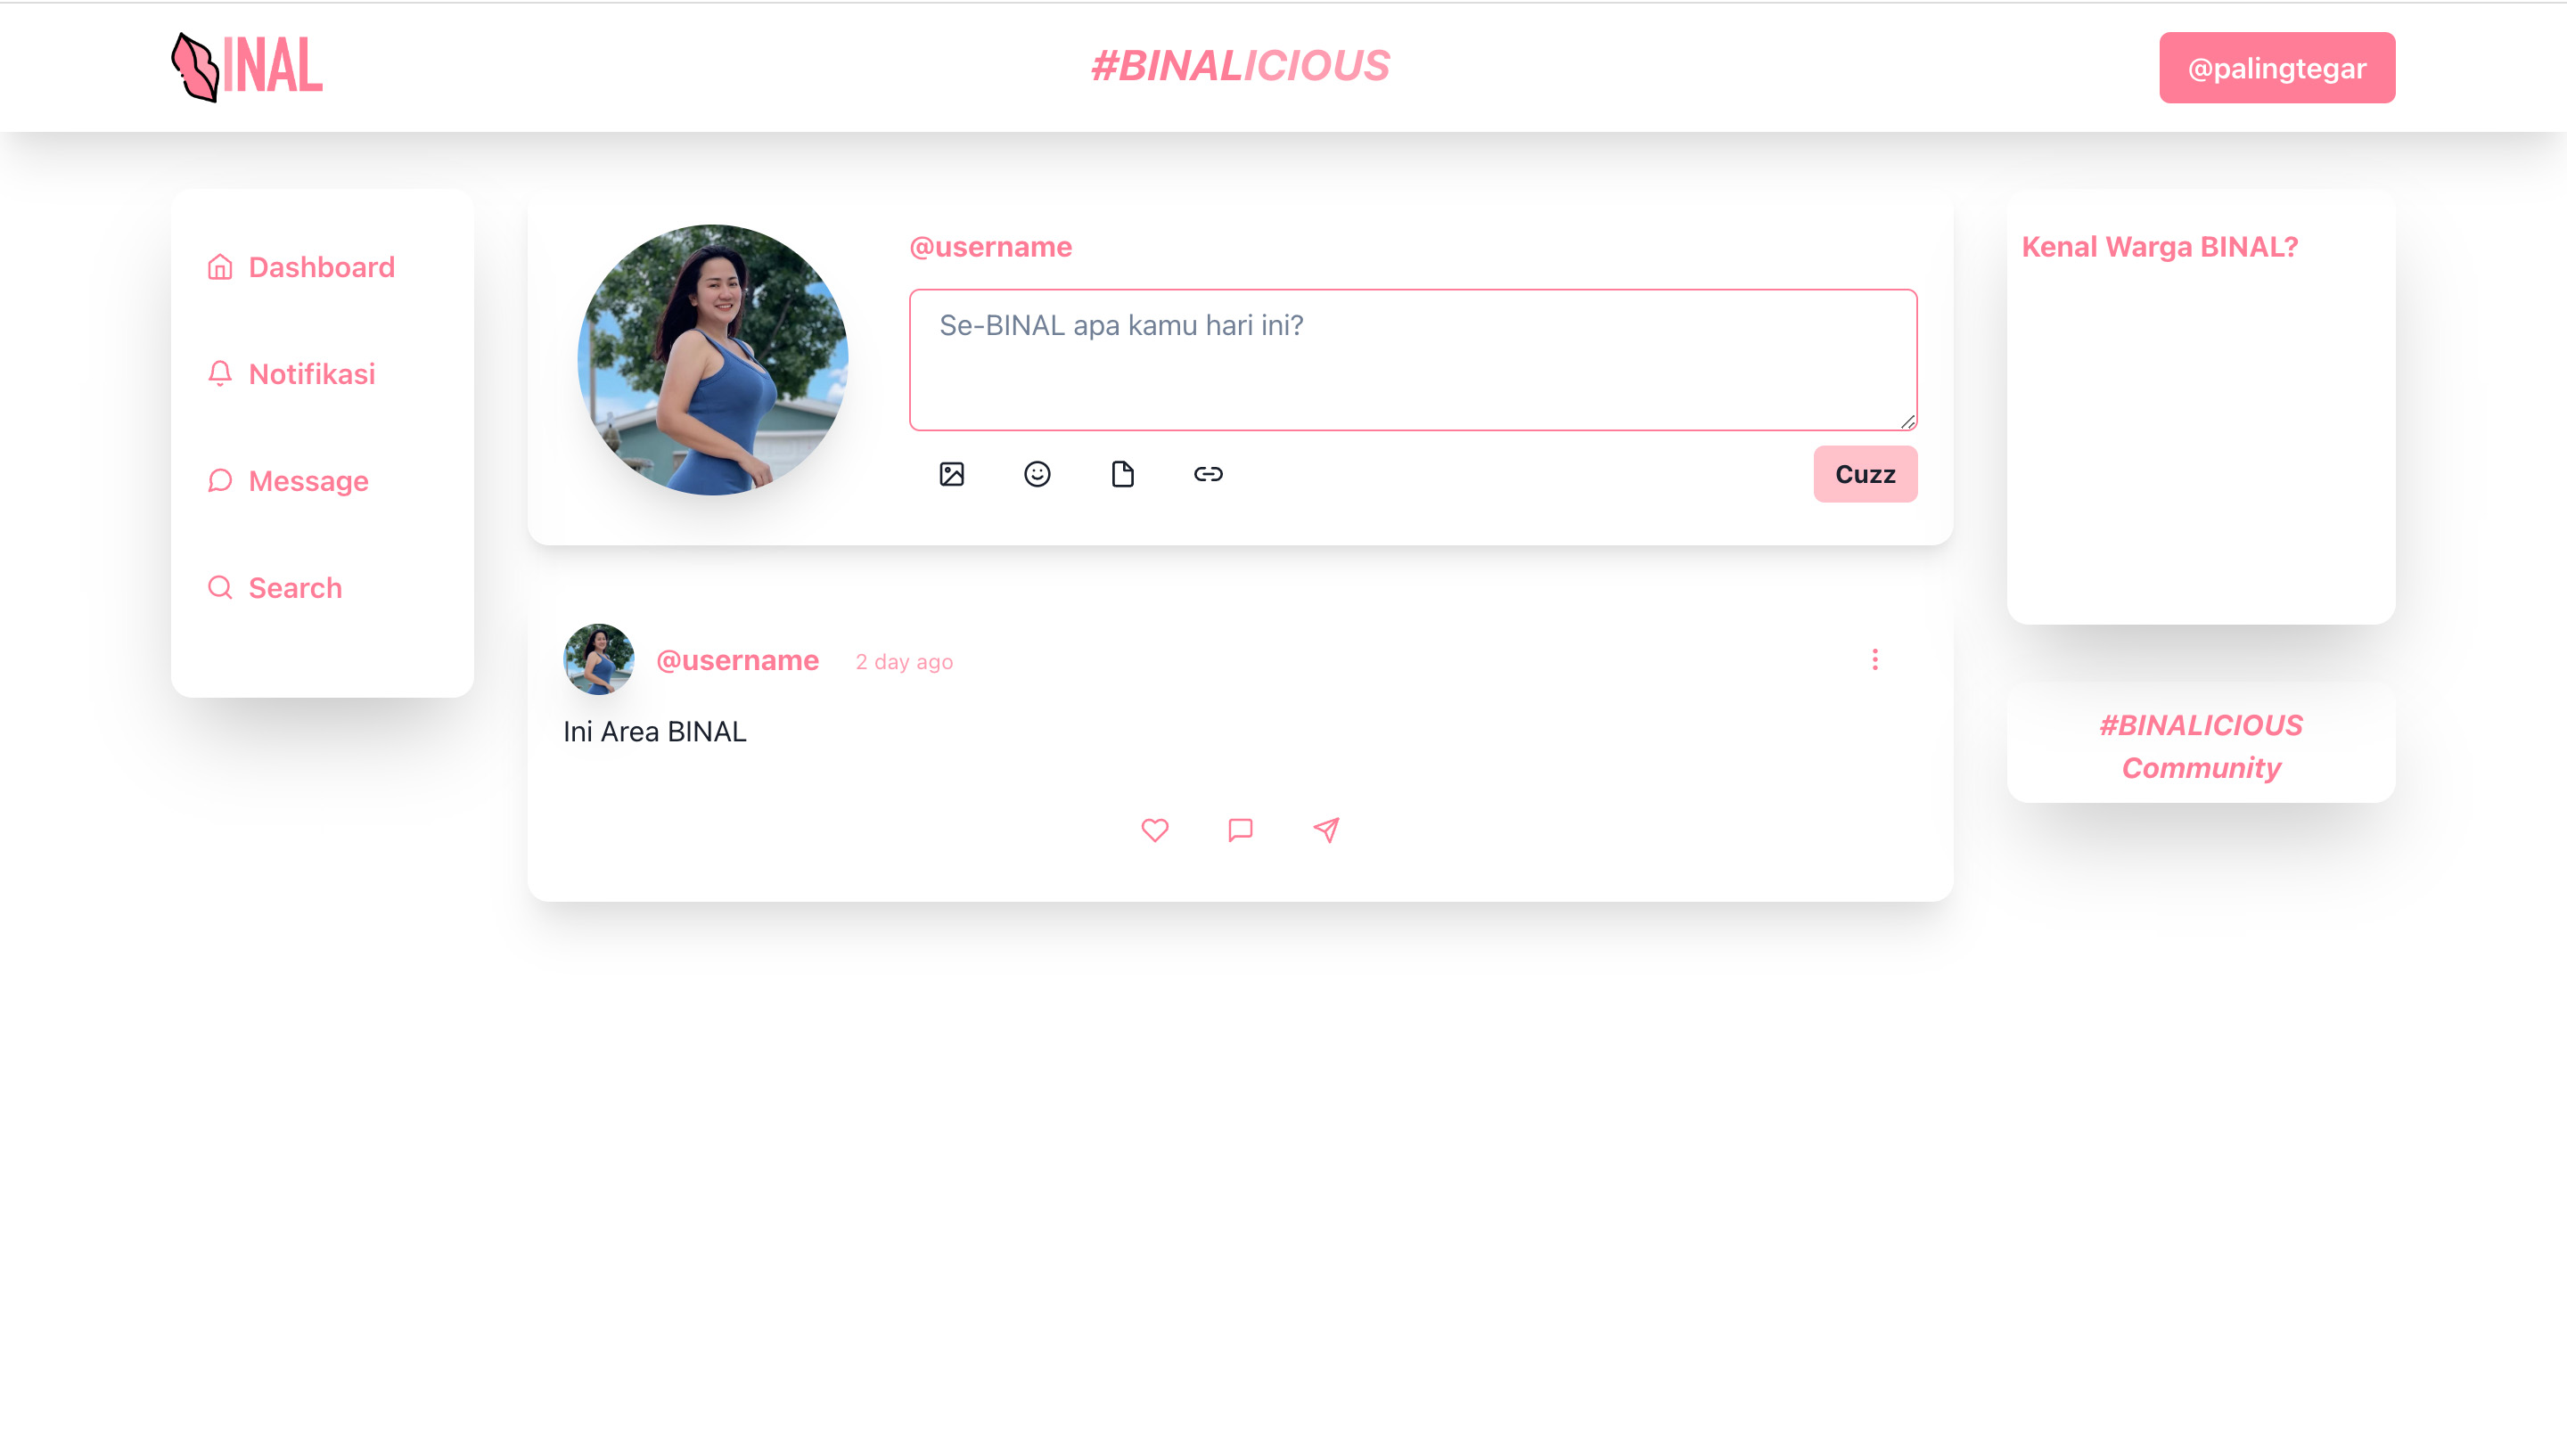 BINAL
#BINALICIOUS
@palingtegar
Dashboard
Notifikasi
Message
Search
@username
Se-BINAL apa kamu hari ini?
Cuzz
@username 2 day ago
Ini Area BINAL
Kenal Warga BINAL?
#BINALICIOUS
Community